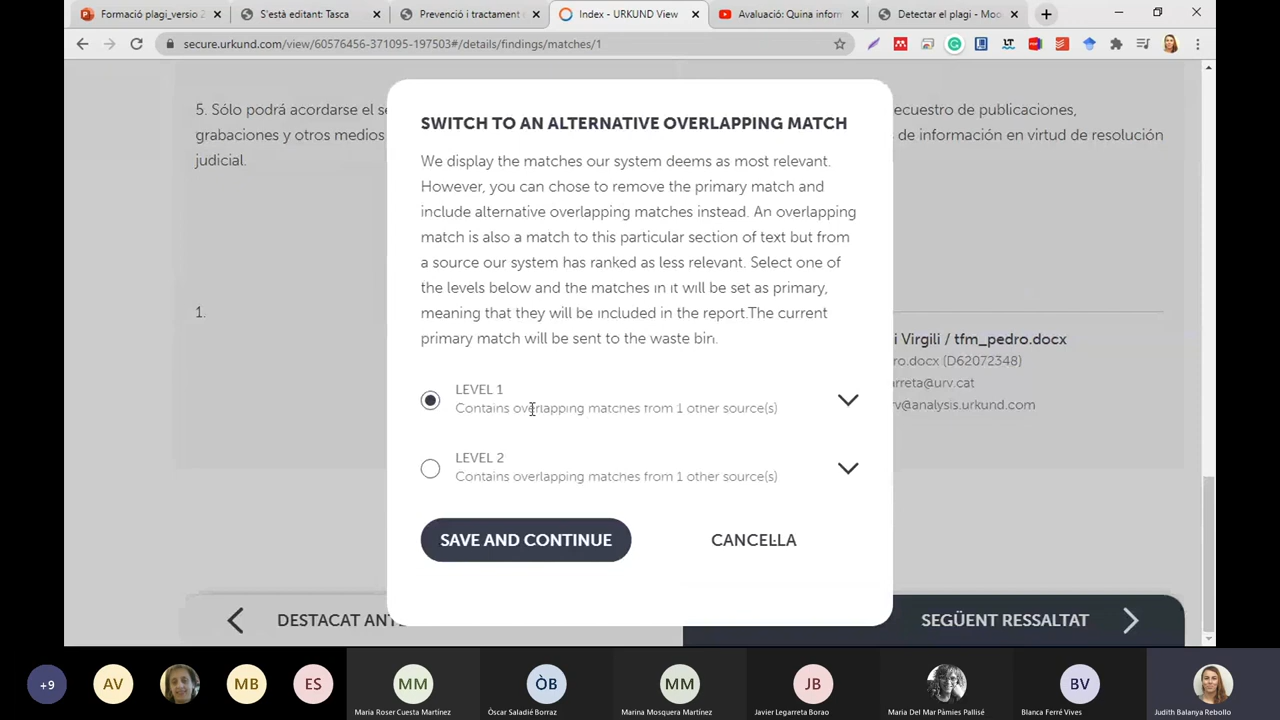 Formació plagi_versio 2
S'està editant: Tasca
Prevenció i tractament
Index - URKUND View
Avaluació: Quina inform
Detectar el plagi - Moo
secure.urkund.com/view/60576456-371095-197503#/details/findings/matches/1
5. Sólo podrá acordarse el se
grabaciones y otros medios
judicial.
ecuestro de publicaciones,
de información en virtud de resolución
1.
i Virgili / tfm_pedro.docx
ro.docx (D62072348)
arreta@urv.cat
rv@analysis.urkund.com
SWITCH TO AN ALTERNATIVE OVERLAPPING MATCH
We display the matches our system deems as most relevant.
However, you can chose to remove the primary match and
include alternative overlapping matches instead. An overlapping
match is also a match to this particular section of text but from
a source our system has ranked as less relevant. Select one of
the levels below and the matches in it will be set as primary,
meaning that they will be included in the report.The current
primary match will be sent to the waste bin.
LEVEL 1
Contains overlapping matches from 1 other source(s)
LEVEL 2
Contains overlapping matches from 1 other source(s)
SAVE AND CONTINUE
CANCEL·LA
DESTACAT ANTE
SEGÜENT RESSALTAT
+9
AV
MB
ES
MM
ÒB
MM
JB
BV
Maria Roser Cuesta Martínez
Òscar Saladié Borraz
Marina Mosquera Martínez
Javier Legarreta Borao
Maria Del Mar Pàmies Pallisé
Blanca Ferré Vives
Judith Balanya Rebollo